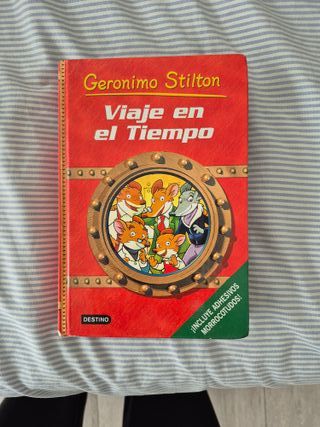 Geronimo Stilton
Viaje en
el Tiempo
¡INCLUYE ADHESIVOS
MORROCOTUDOS!
DESTINO